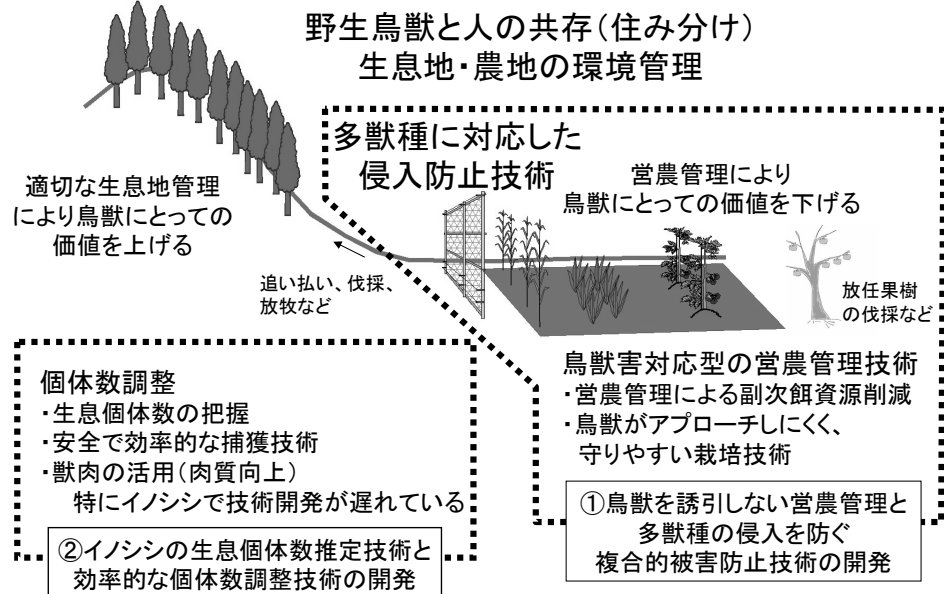 野生鳥獣と人の共存(住み分け)
生息地・農地の環境管理
多獣種に対応した
侵入防止技術
適切な生息地管理
により鳥獣にとっての
価値を上げる
営農管理により
鳥獣にとっての価値を下げる
追い払い、伐採、
放牧など
放任果樹
の伐採など
個体数調整
・生息個体数の把握
・安全で効率的な捕獲技術
・獣肉の活用(肉質向上)
特にイノシシで技術開発が遅れている
②イノシシの生息個体数推定技術と
効率的な個体数調整技術の開発
鳥獣害対応型の営農管理技術
・営農管理による副次餌資源削減
・鳥獣がアプローチしにくく、
守りやすい栽培技術
①鳥獣を誘引しない営農管理と
多獣種の侵入を防ぐ
複合的被害防止技術の開発